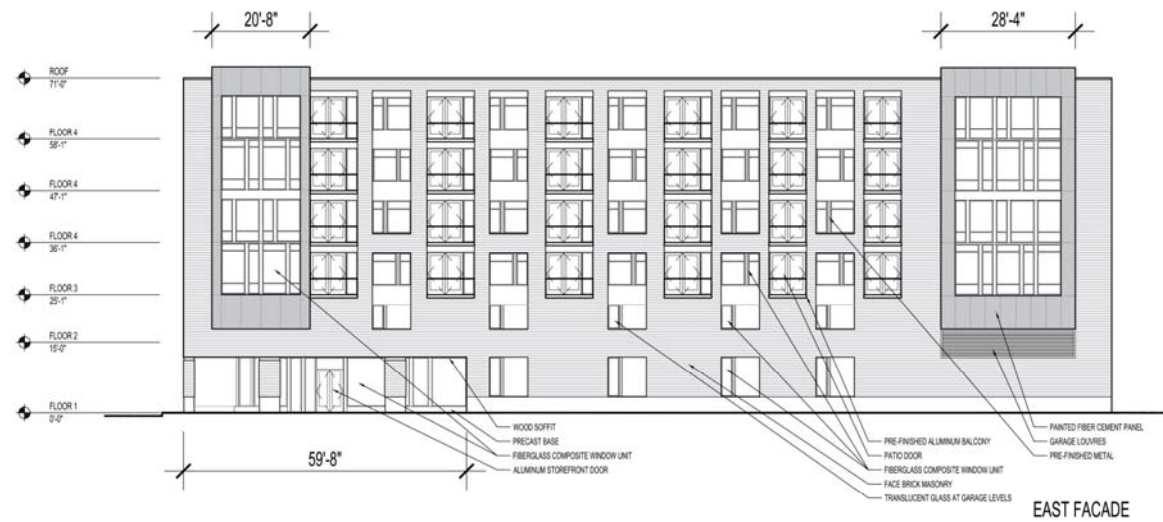 20'-8"
28'-4"
ROOF
71'-0"
FLOOR 4
58'-1"
FLOOR 4
47'-1"
FLOOR 4
36'-1"
FLOOR 3
25'-1"
FLOOR 2
15'-0"
FLOOR 1
0'-0"
59'-8"
WOOD SOFFIT
PRECAST BASE
FIBERGLASS COMPOSITE WINDOW UNIT
ALUMINUM STOREFRONT DOOR
PRE-FINISHED ALUMINUM BALCONY
PATIO DOOR
FIBERGLASS COMPOSITE WINDOW UNIT
FACE BRICK MASONRY
TRANSLUCENT GLASS AT GARAGE LEVELS
PAINTED FIBER CEMENT PANEL
GARAGE LOUVRES
PRE-FINISHED METAL
EAST FACADE